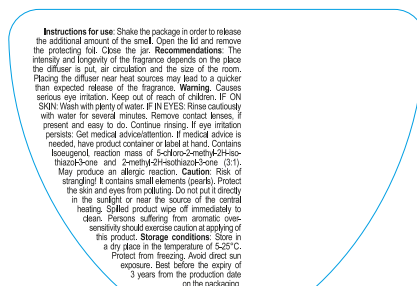 Instructions for use: Shake the package in order to release
the additional amount of the smell. Open the lid and remove
the protecting foil. Close the jar. Recommendations: The
intensity and longevity of the fragrance depends on the place
the diffuser is put, air circulation and the size of the room.
Placing the diffuser near heat sources may lead to a quicker
than expected release of the fragrance. Warning. Causes
serious eye irritation. Keep out of reach of children. IF ON
SKIN: Wash with plenty of water. IF IN EYES: Rinse cautiously
with water for several minutes. Remove contact lenses, if
present and easy to do. Continue rinsing. If eye irritation
persists: Get medical advice/attention. If medical advice is
needed, have product container or label at hand. Contains
Isoeugenol, reaction mass of 5-chloro-2-methyl-2H-iso-
thiazol-3-one and 2-methyl-2H-isothiazol-3-one (3:1).
May produce an allergic reaction. Caution: Risk of
strangling! It contains small elements (pearls). Protect
the skin and eyes from polluting. Do not put it directly
in the sunlight or near the source of the central
heating. Spilled product wipe off immediately to
clean. Persons suffering from aromatic over-
sensitivity should exercise caution at applying of
this product. Storage conditions: Store in
a dry place in the temperature of 5-25°C.
Protect from freezing. Avoid direct sun
exposure. Best before the expiry of
3 years from the production date
on the packaging.